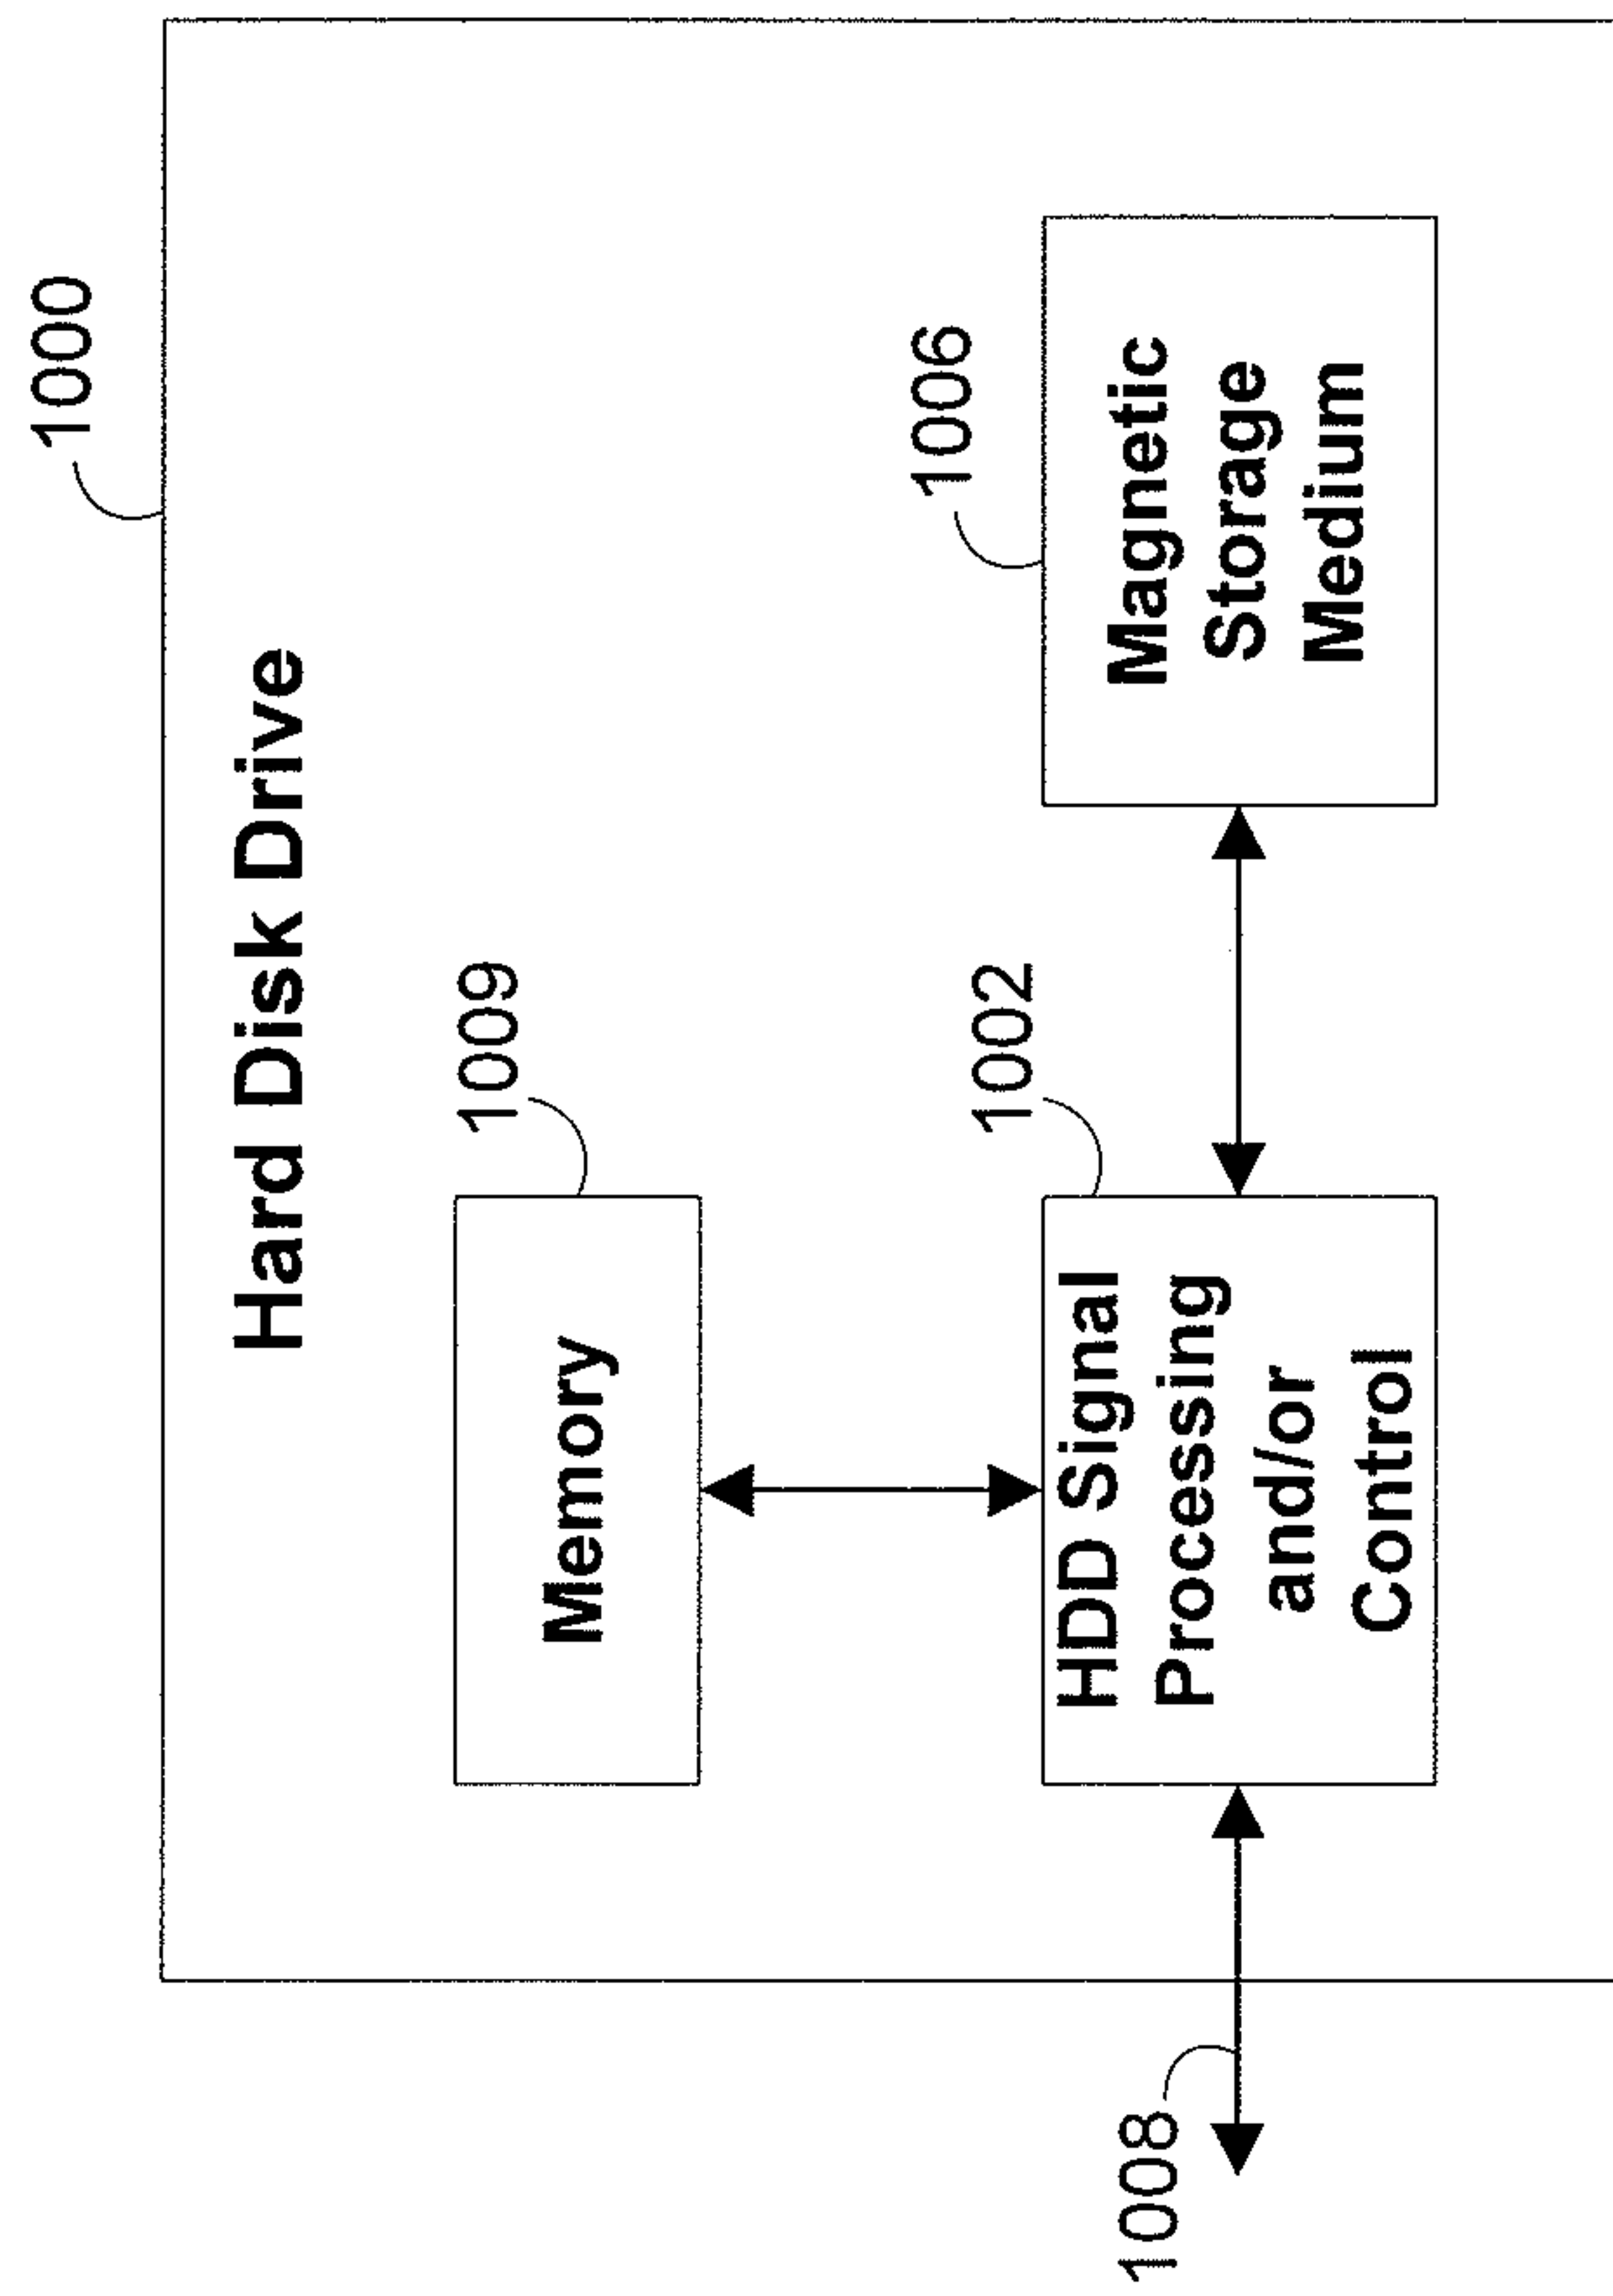 1000
Hard Disk Drive
1009
Memory
1006
1002
Magnetic
Storage
Medium
HDD Signal
Processing
and/or
Control
1008